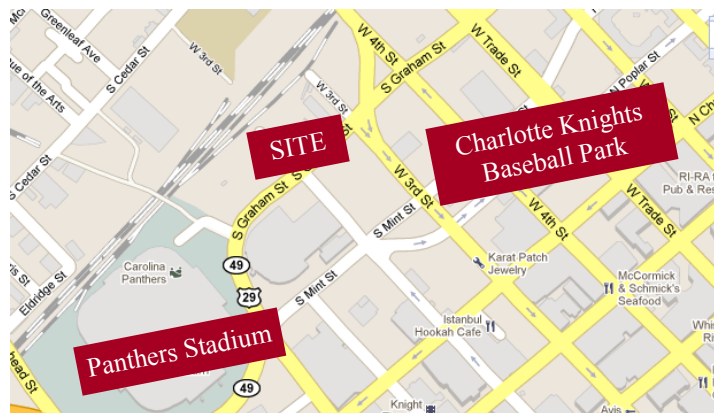 Greenleaf Ave
S Cedar St
W 3rd St
W 4th St
S Graham St
W Trade St
N Poplar St
ue of the Arts
W 3rd St
SITE
Charlotte Knights
Baseball Park
N Ch
S Cedar St
S Graham St
W 3rd St
S Mint St
W 4th St
W Trade St
RI-RA
Pub & Res
49
Carolina
Panthers
29
S Mint St
Karat Patch
Jewelry
McCormick
& Schmick's
Seafood
Eldridge St
Istanbul
Hookah Cafe
Panthers Stadium
head St
49
Knight
Avis